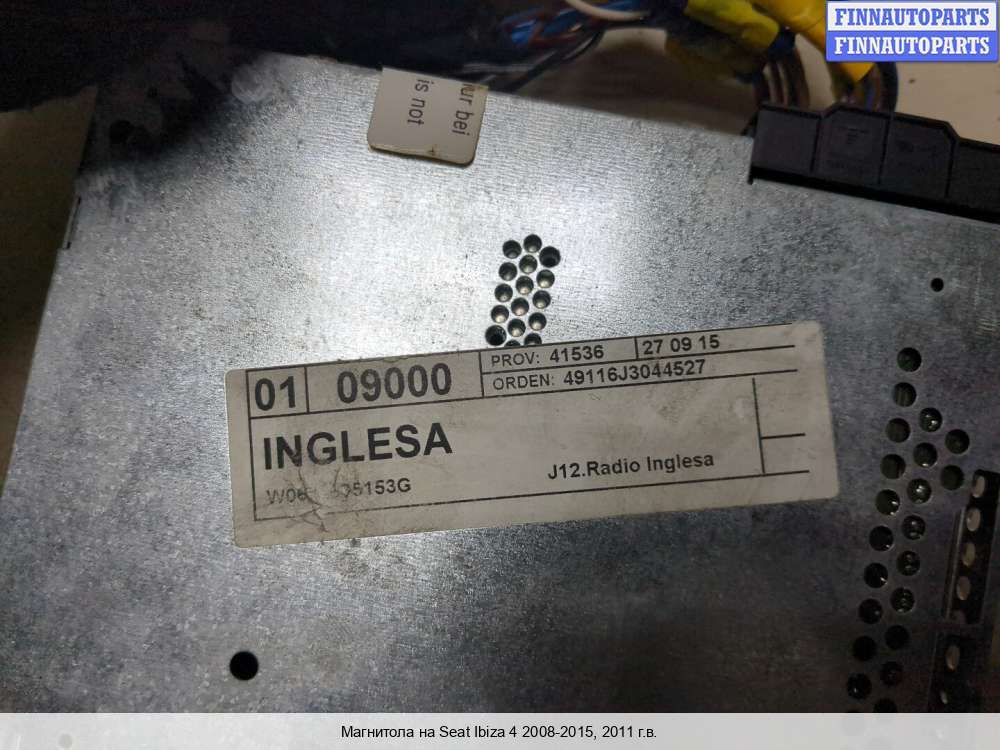 FINNAUTOPARTS
FINNAUTOPARTS
ur bei
is not
01 09000 PROV: 41536 27 09 15
ORDEN: 49116J3044527
INGLESA
J12.Radio Inglesa
Магнитола на Seat Ibiza 4 2008-2015, 2011 г.в.